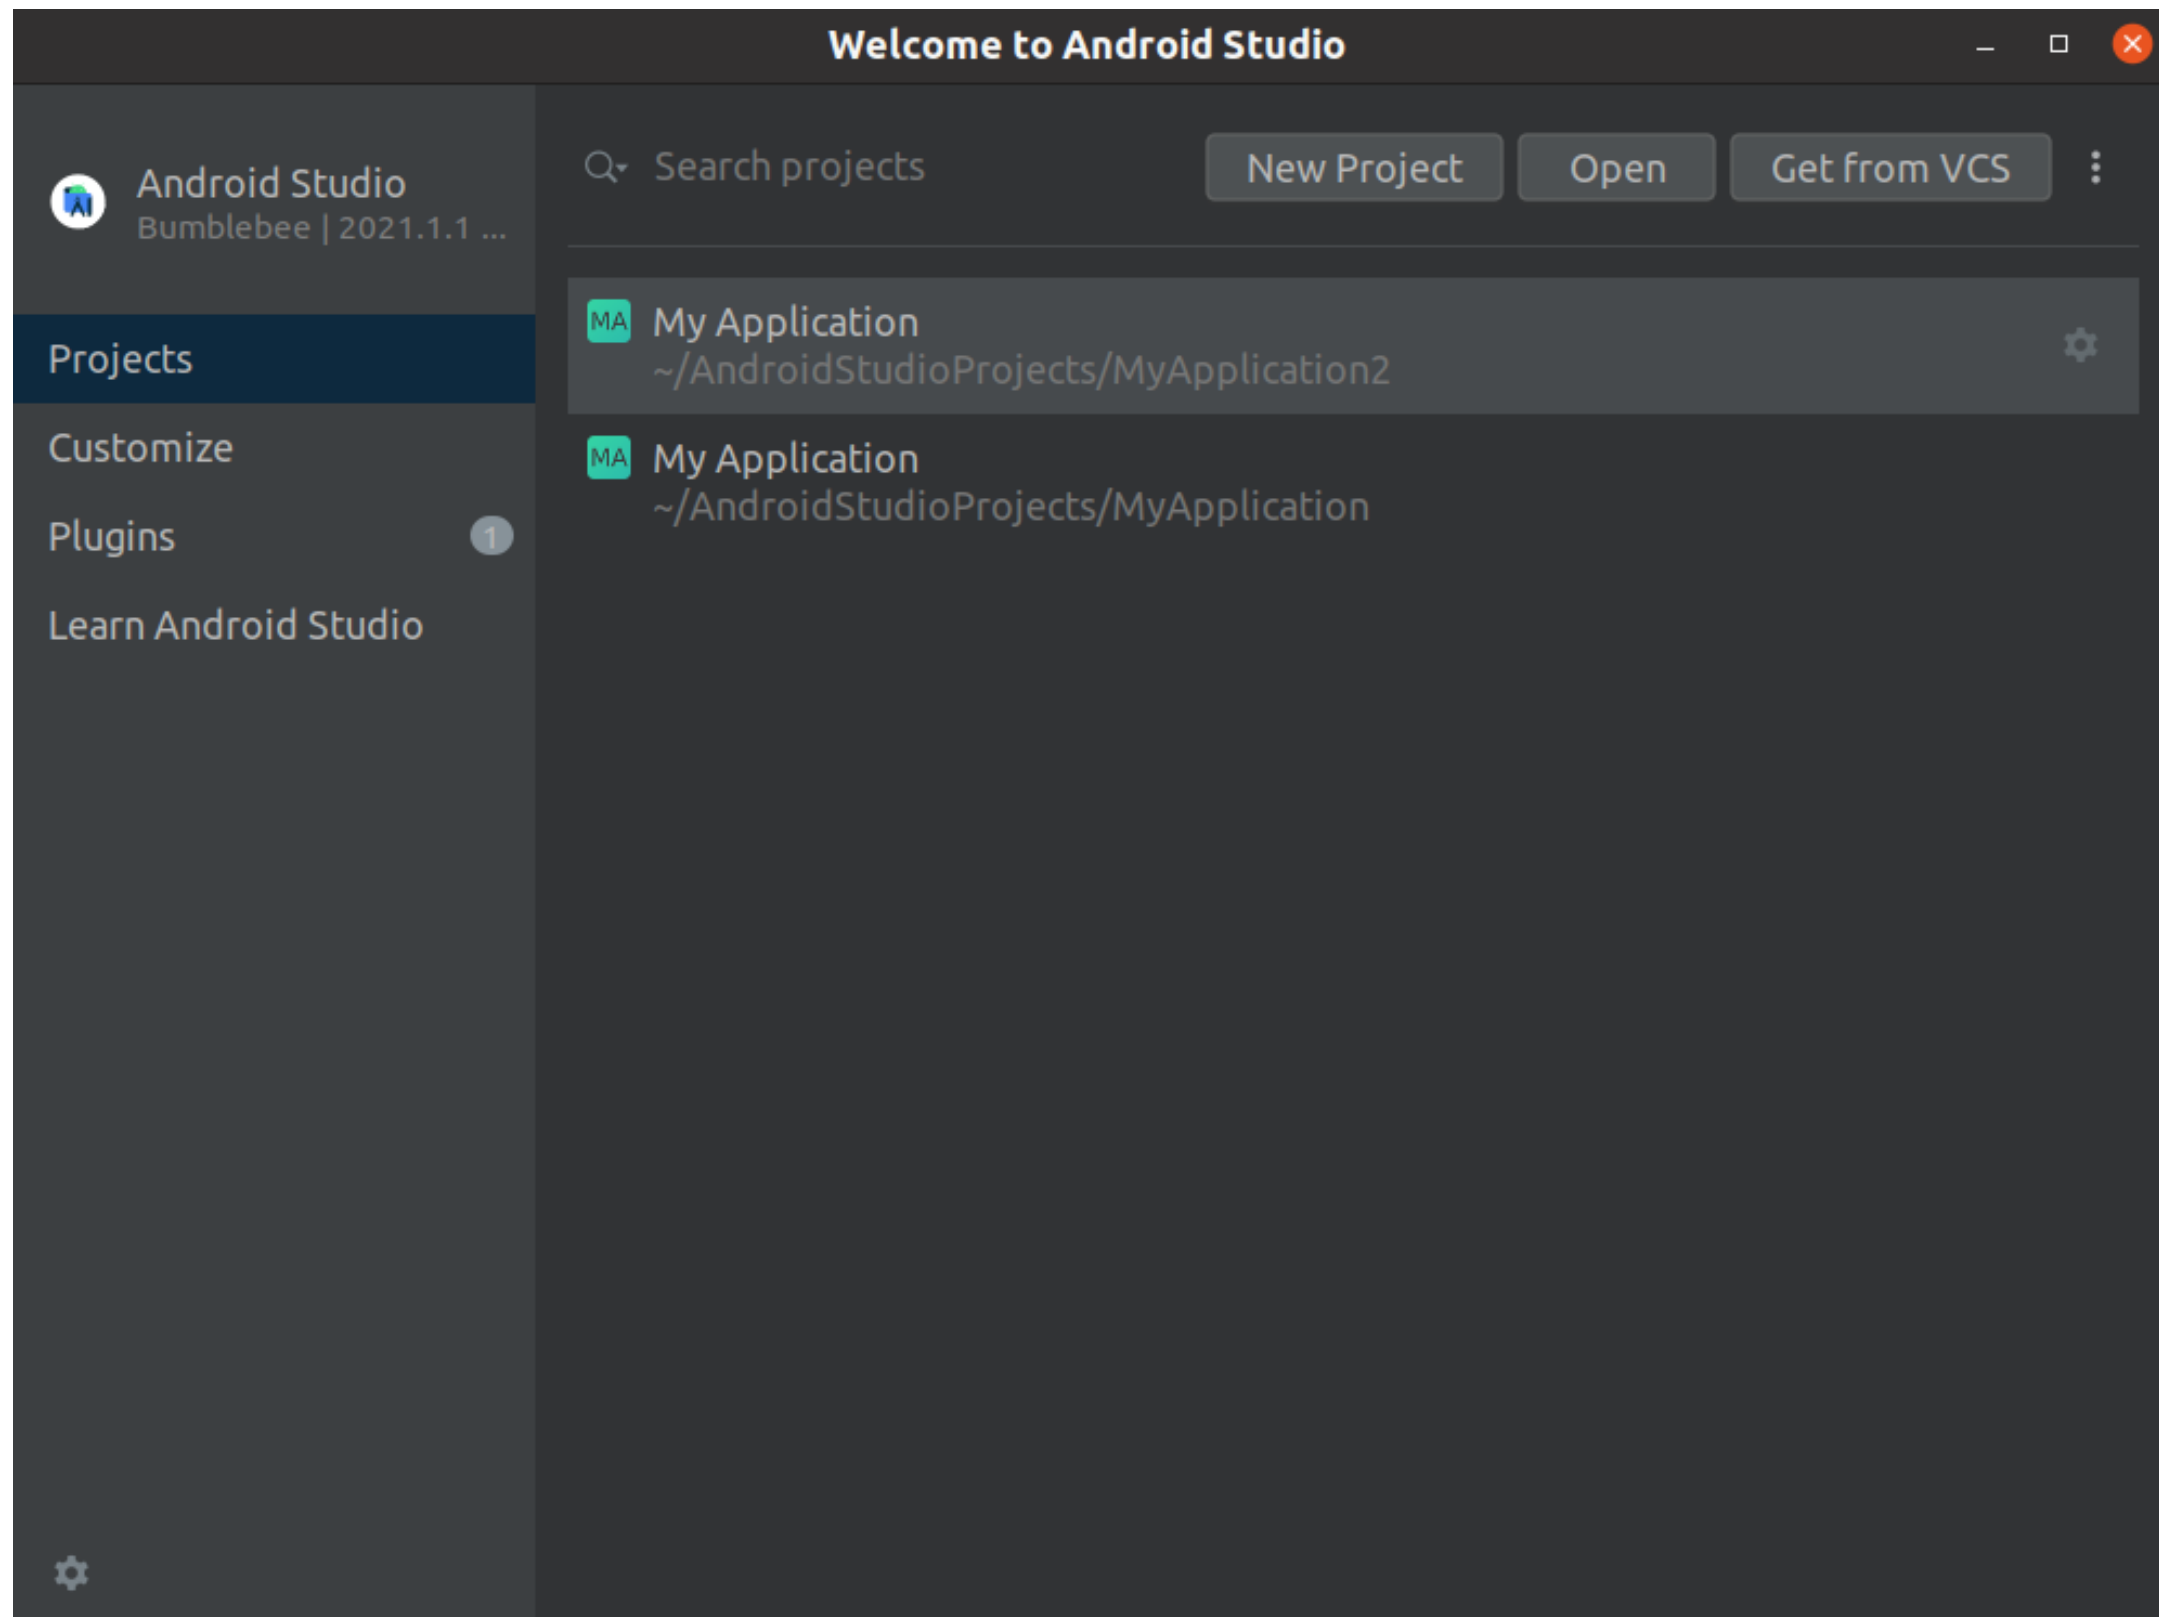 Welcome to Android Studio
Android Studio
Bumblebee | 2021.1.1 ...
Search projects
New Project
Open
Get from VCS
Projects
Customize
Plugins
1
Learn Android Studio
MA
My Application
~/AndroidStudioProjects/MyApplication2
MA
My Application
~/AndroidStudioProjects/MyApplication